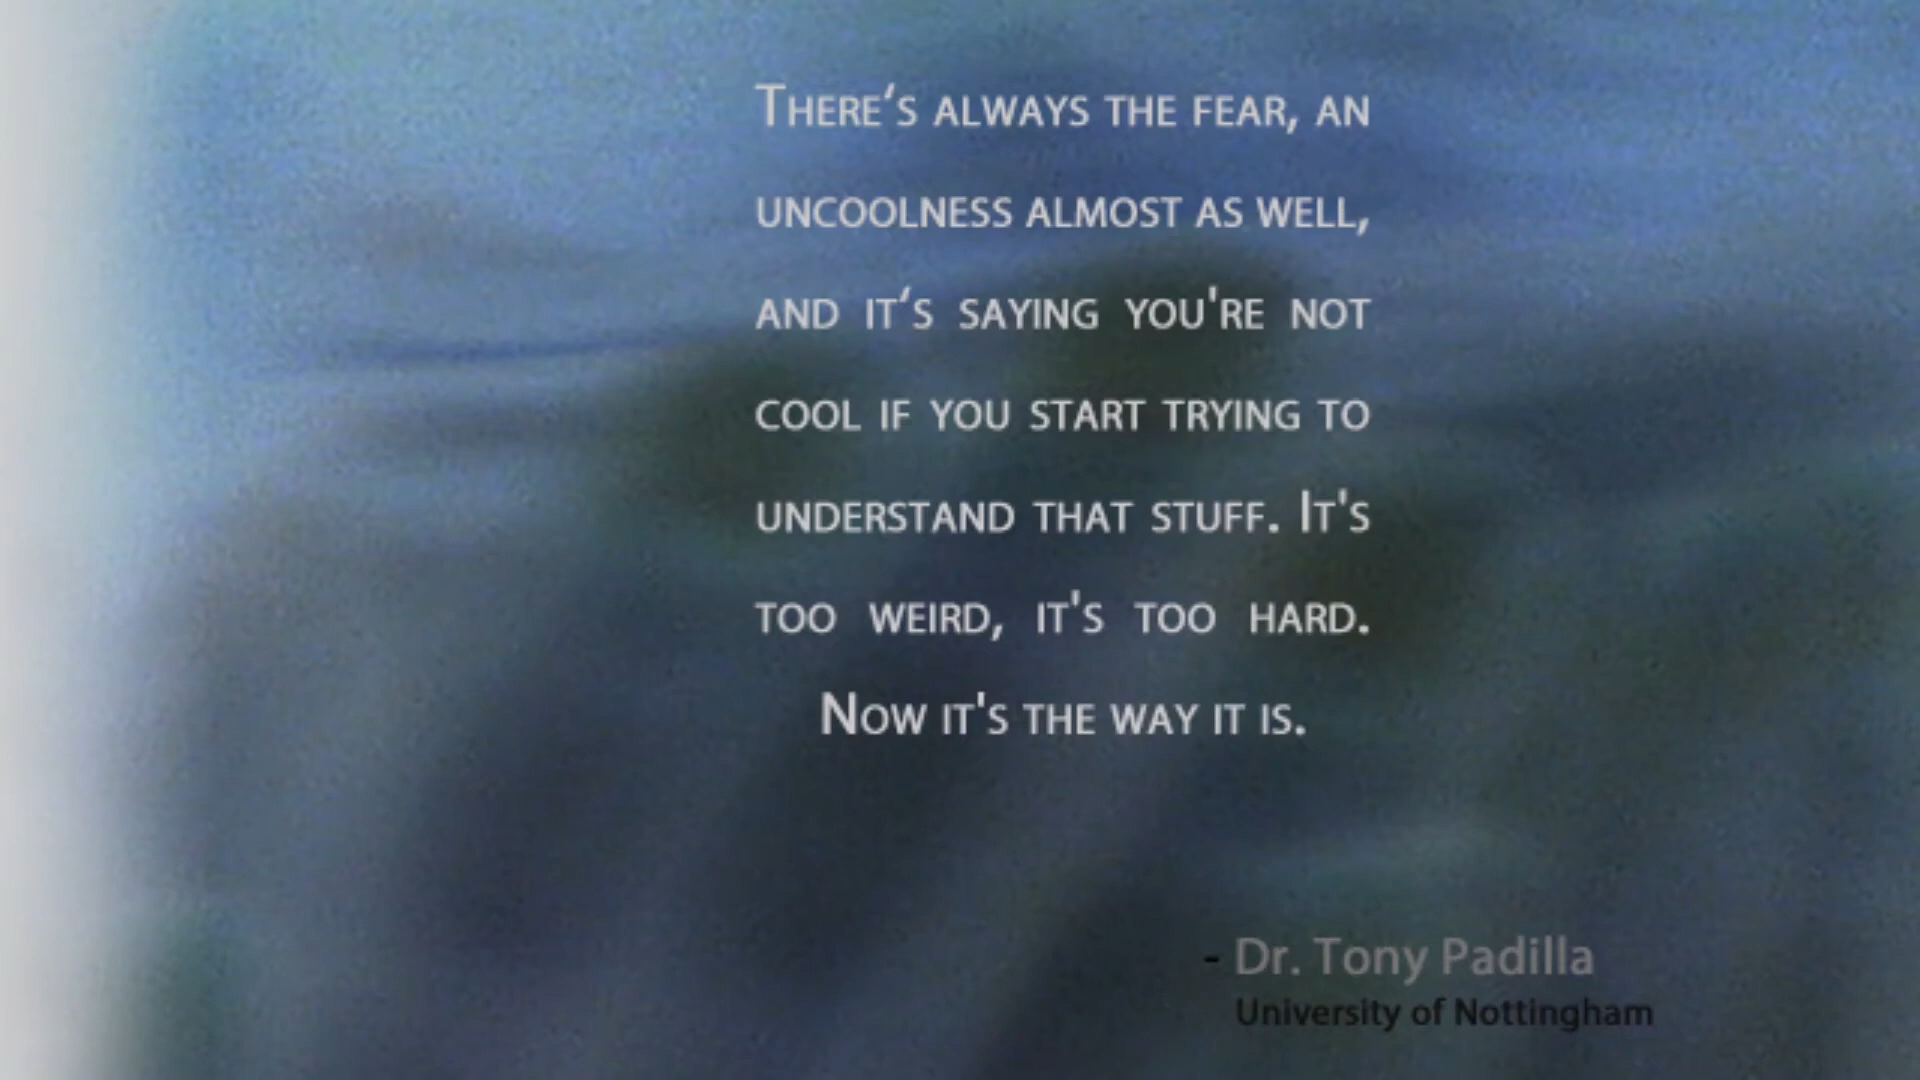 There‘s always the fear, an
uncoolness almost as well,
and it‘s saying you're not
cool if you start trying to
understand that stuff. It's
too weird, it's too hard.
Now it's the way it is.
- Dr. Tony Padilla
University of Nottingham